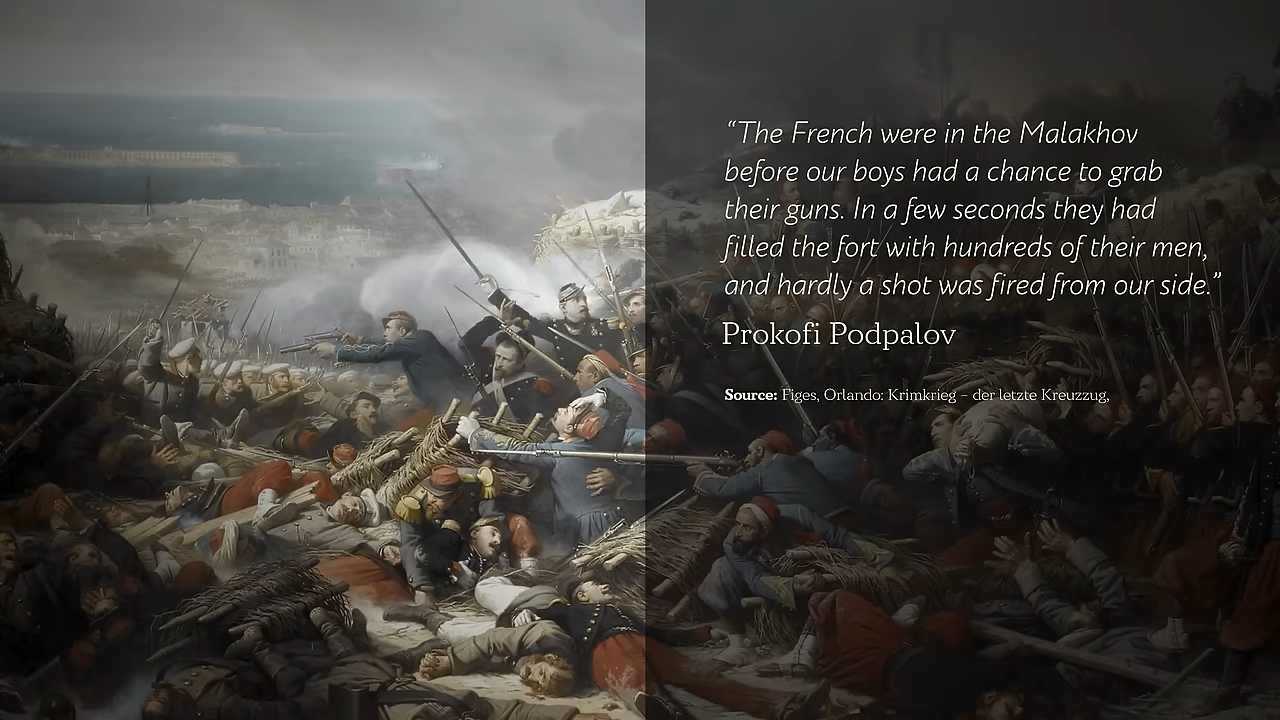 “The French were in the Malakhov
before our boys had a chance to grab
their guns. In a few seconds they had
filled the fort with hundreds of their men,
and hardly a shot was fired from our side.”
Prokofi Podpalov
Source: Figes, Orlando: Krimkrieg – der letzte Kreuzzug,